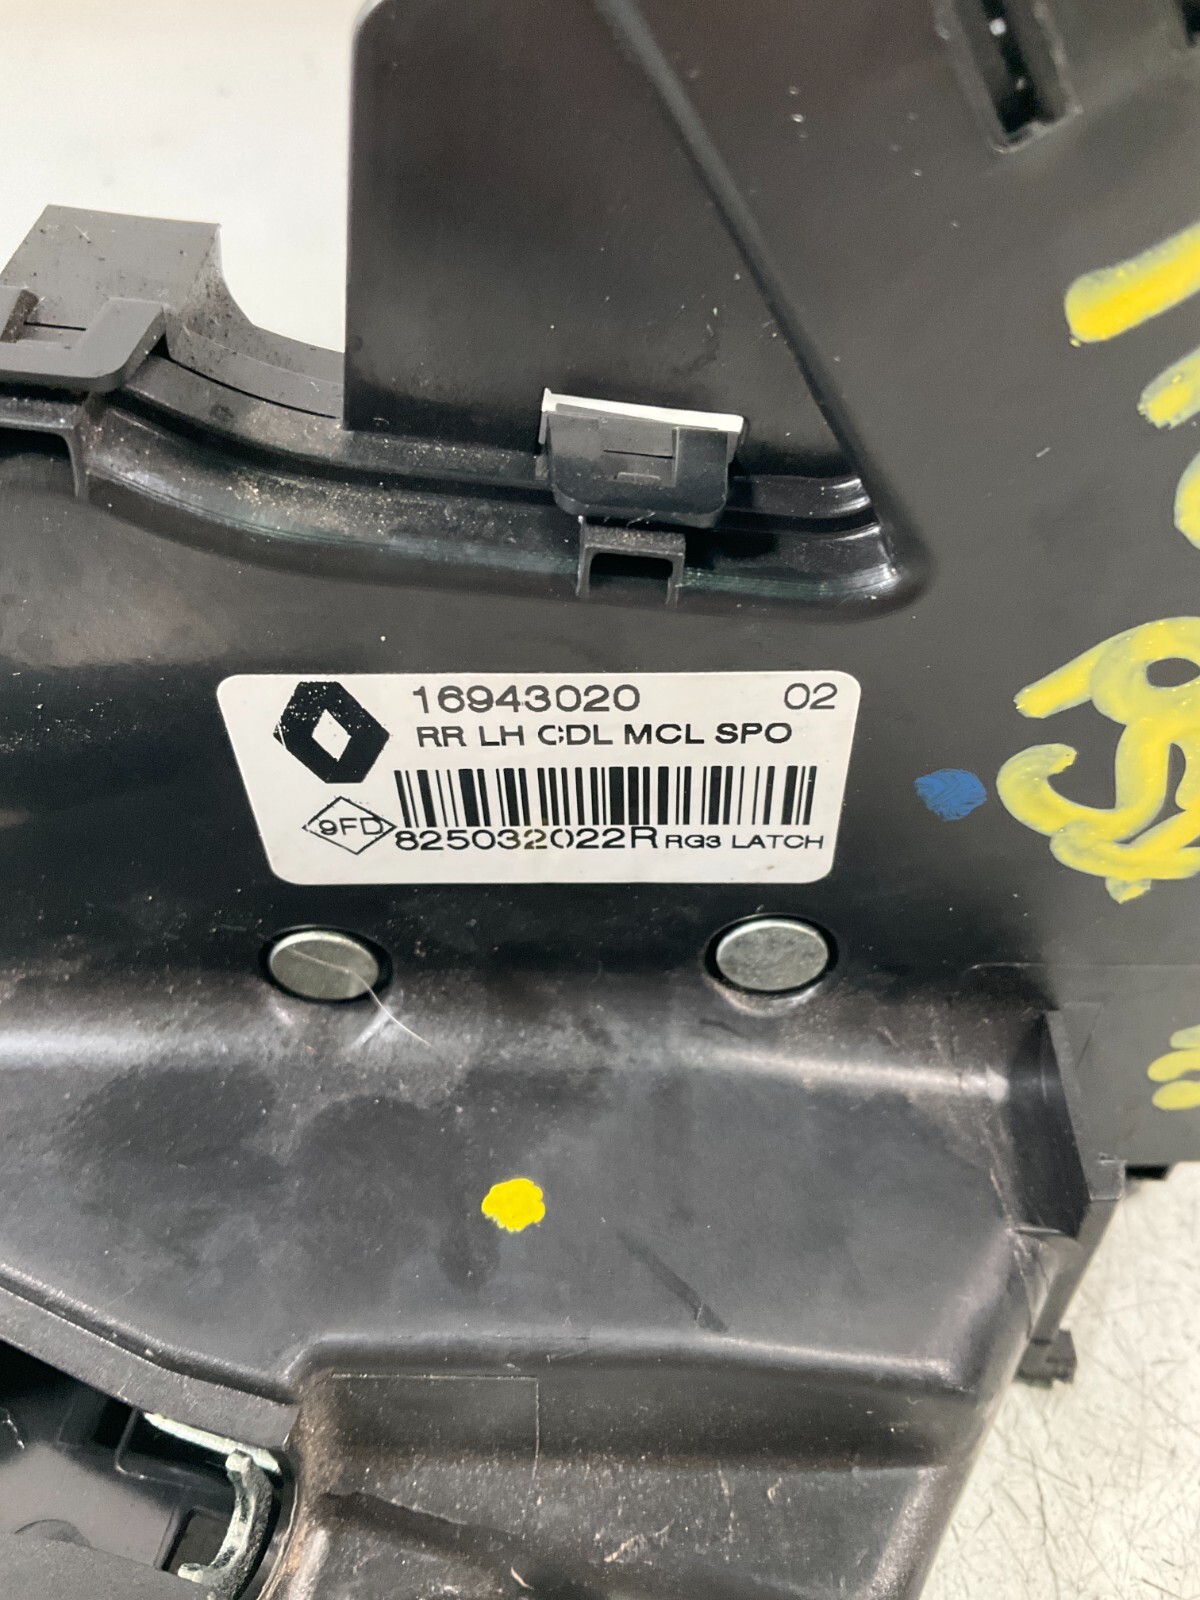 16943020 02
RR LH CDL MCL SPO
9FD
825032022R RG3 LATCH